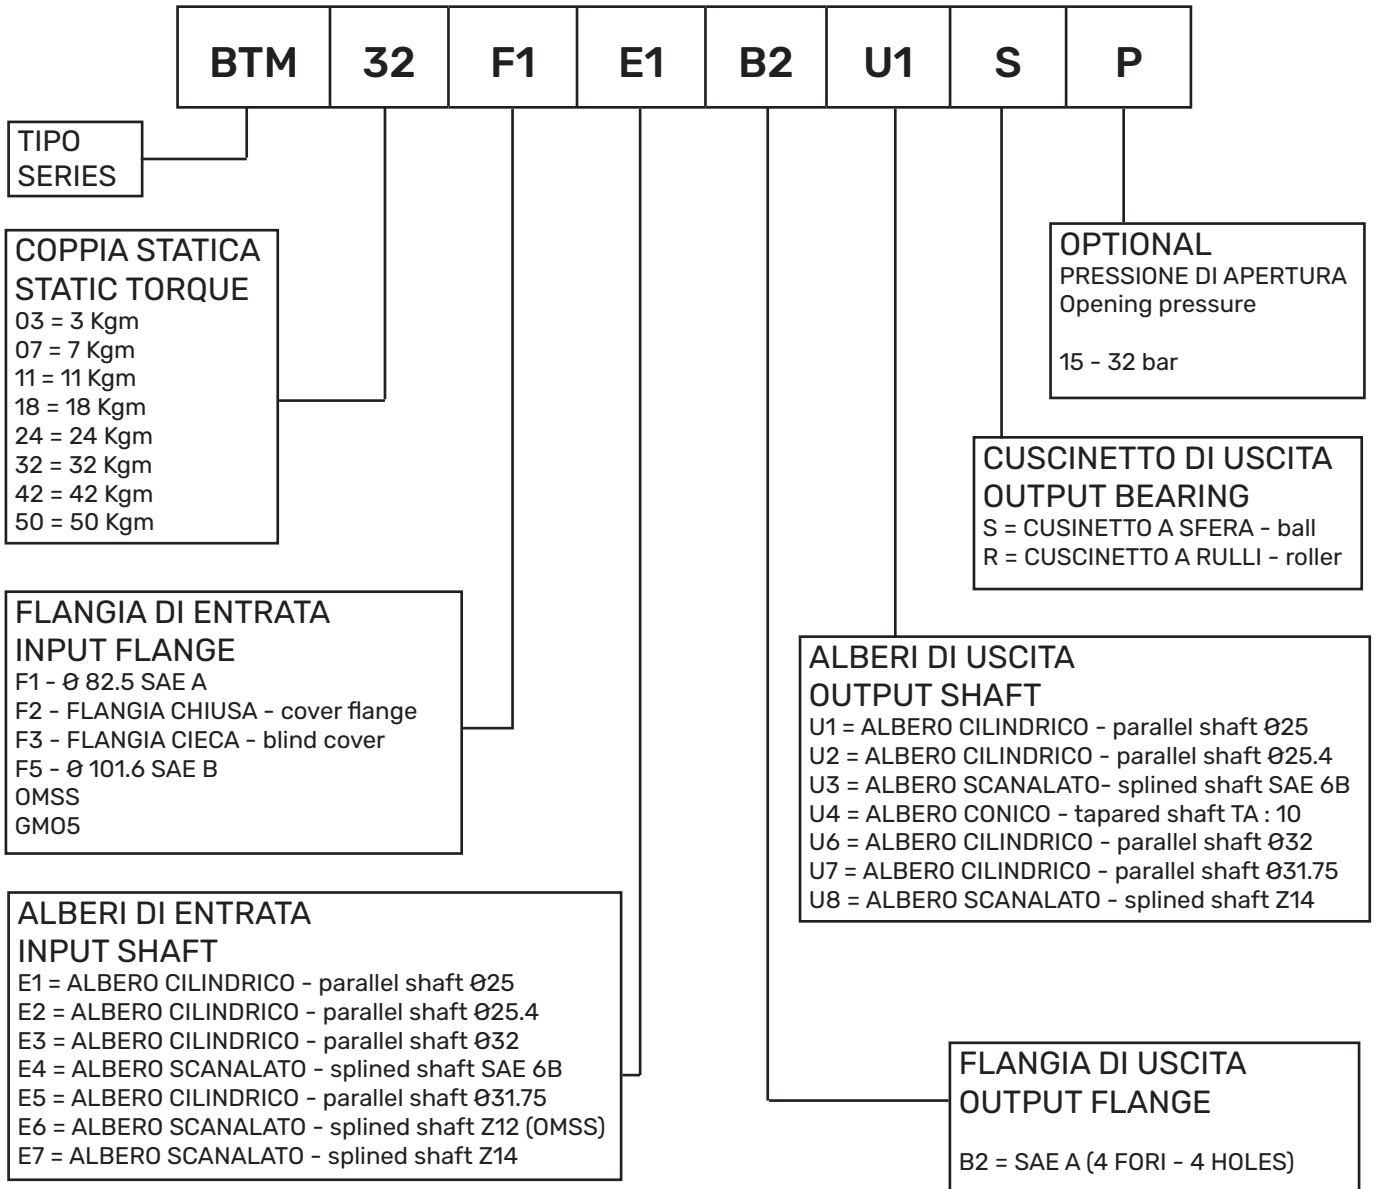 BTM 32 F1 E1 B2 U1 S P
TIPO
SERIES
COPPIA STATICA
STATIC TORQUE
03 = 3 Kgm
07 = 7 Kgm
11 = 11 Kgm
18 = 18 Kgm
24 = 24 Kgm
32 = 32 Kgm
42 = 42 Kgm
50 = 50 Kgm
OPTIONAL
PRESSIONE DI APERTURA
Opening pressure
15 - 32 bar
CUSCINETTO DI USCITA
OUTPUT BEARING
S = CUSINETTO A SFERA - ball
R = CUSCINETTO A RULLI - roller
FLANGIA DI ENTRATA
INPUT FLANGE
F1 - Ø 82.5 SAE A
F2 - FLANGIA CHIUSA - cover flange
F3 - FLANGIA CIECA - blind cover
F5 - Ø 101.6 SAE B
OMSS
GM05
ALBERI DI USCITA
OUTPUT SHAFT
U1 = ALBERO CILINDRICO - parallel shaft Ø25
U2 = ALBERO CILINDRICO - parallel shaft Ø25.4
U3 = ALBERO SCANALATO- splined shaft SAE 6B
U4 = ALBERO CONICO - tapared shaft TA : 10
U6 = ALBERO CILINDRICO - parallel shaft Ø32
U7 = ALBERO CILINDRICO - parallel shaft Ø31.75
U8 = ALBERO SCANALATO - splined shaft Z14
ALBERI DI ENTRATA
INPUT SHAFT
E1 = ALBERO CILINDRICO - parallel shaft Ø25
E2 = ALBERO CILINDRICO - parallel shaft Ø25.4
E3 = ALBERO CILINDRICO - parallel shaft Ø32
E4 = ALBERO SCANALATO - splined shaft SAE 6B
E5 = ALBERO CILINDRICO - parallel shaft Ø31.75
E6 = ALBERO SCANALATO - splined shaft Z12 (OMSS)
E7 = ALBERO SCANALATO - splined shaft Z14
FLANGIA DI USCITA
OUTPUT FLANGE
B2 = SAE A (4 FORI - 4 HOLES)